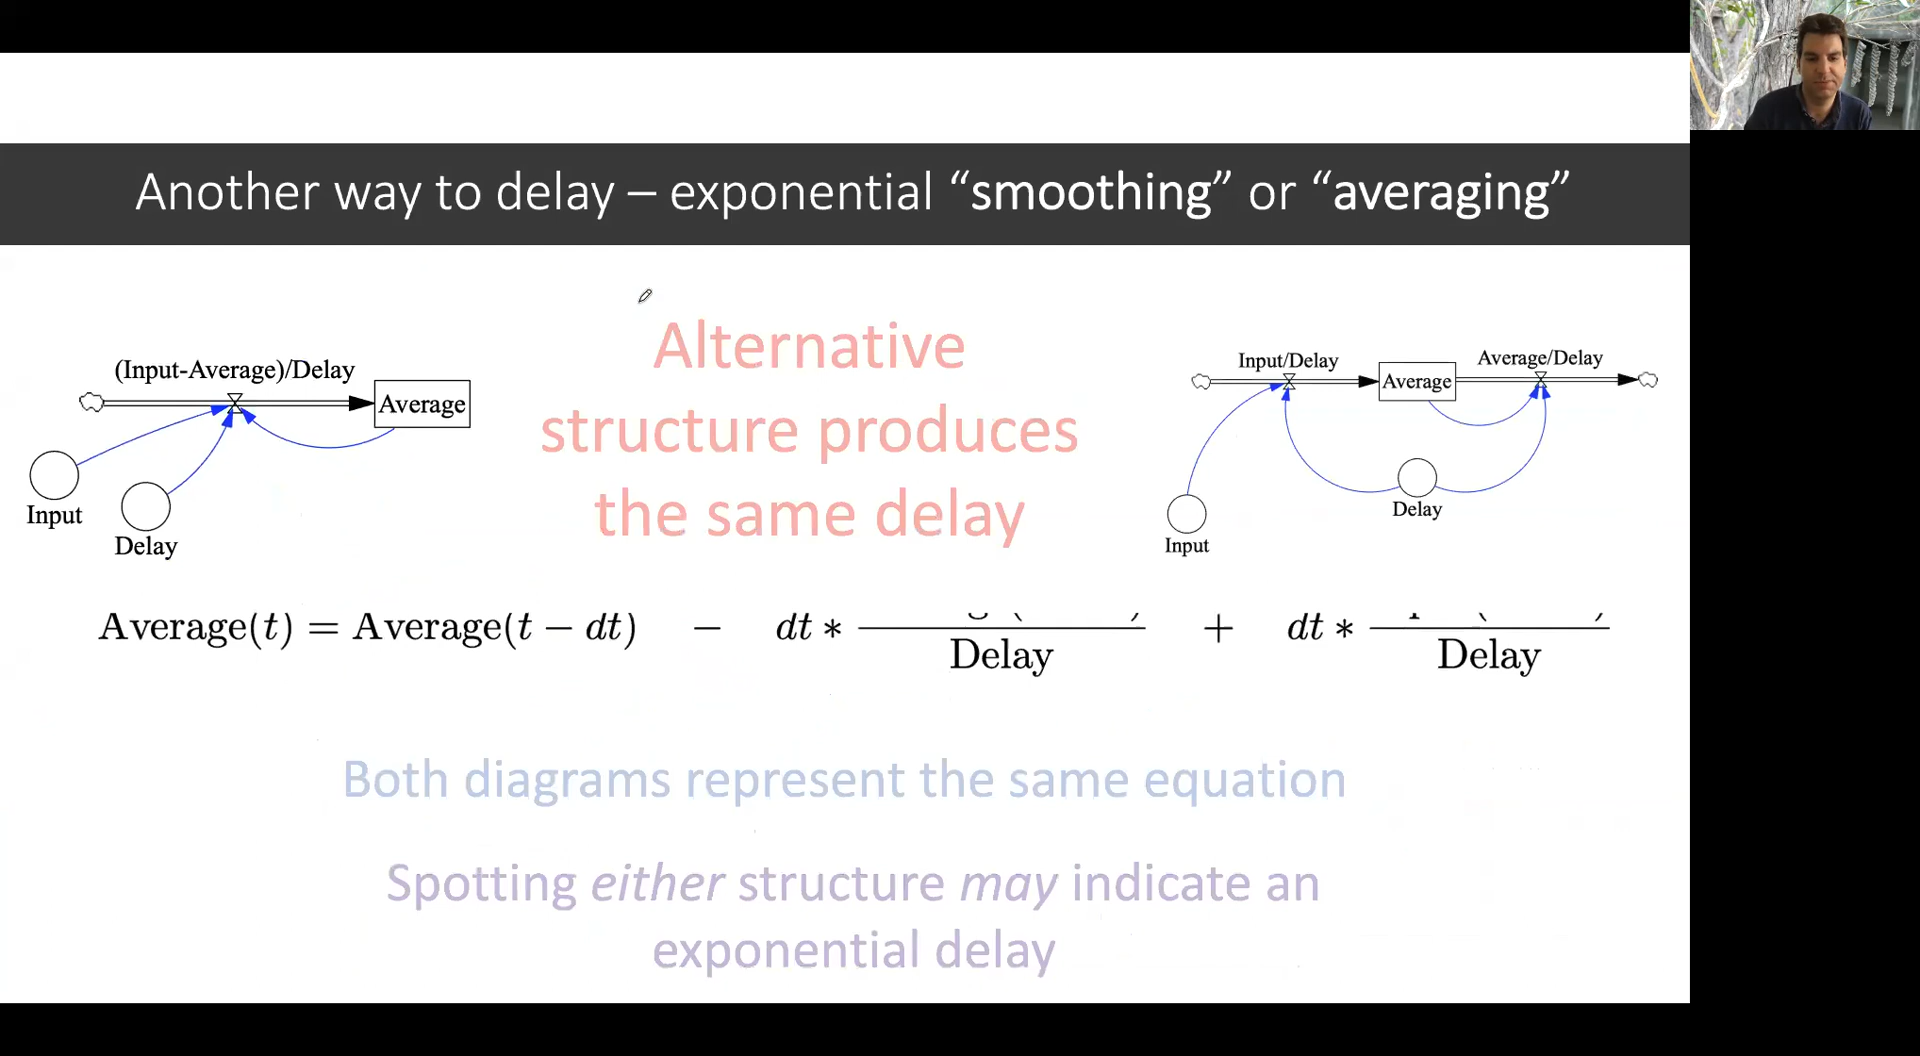 Another way to delay – exponential “smoothing” or “averaging”
Alternative
structure produces
the same delay
(Input-Average)/Delay
Average
Input
Delay
Input/Delay
Average/Delay
Average
Delay
Input
Average(t) = Average(t − dt) − dt * Delay + dt * Delay
Both diagrams represent the same equation
Spotting either structure may indicate an
exponential delay